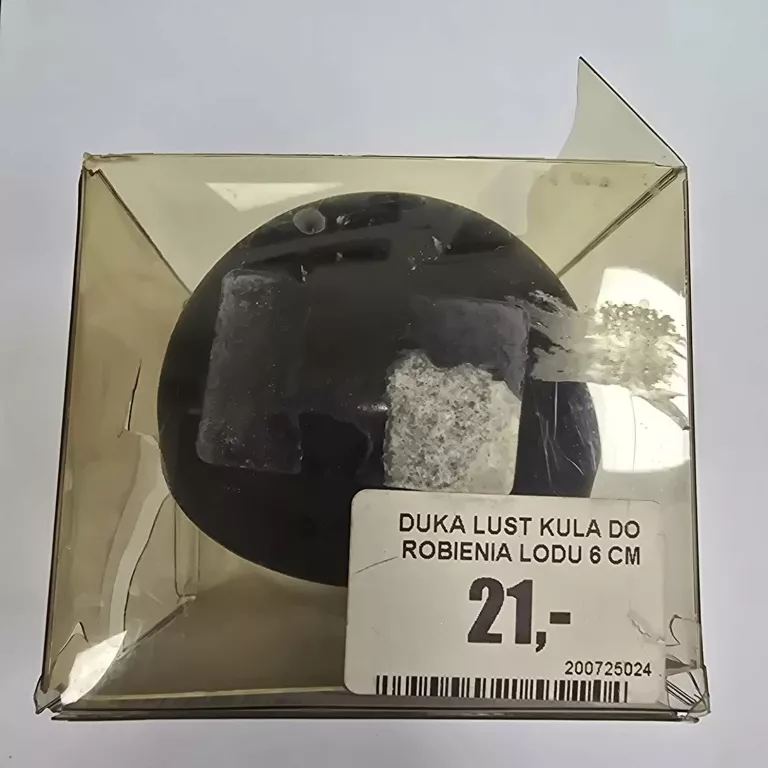 DUKA LUST KULA DO
ROBIENIA LODU 6 CM
21,-
200725024